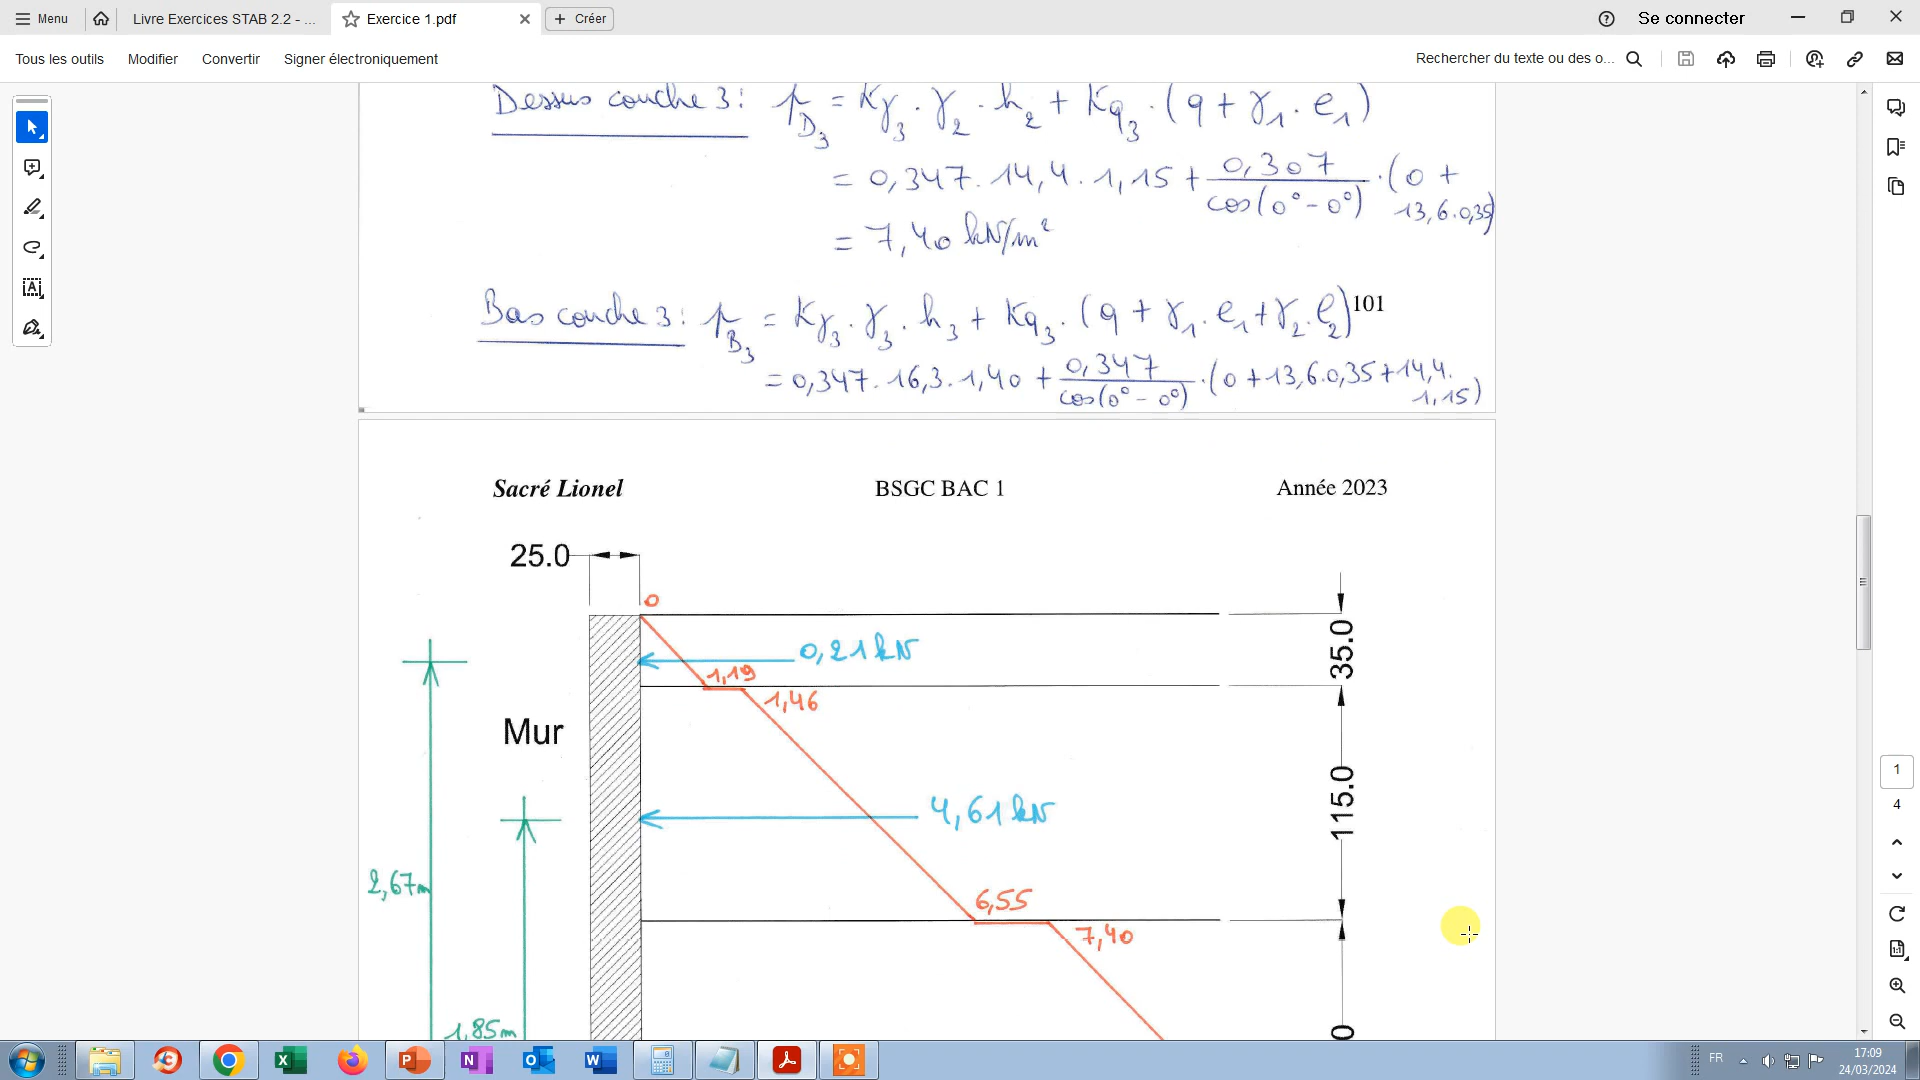 Menu
Livre Exercices STAB 2.2 - ...
Exercice 1.pdf
Créer
Se connecter
Tous les outils
Modifier
Convertir
Signer électroniquement
Rechercher du texte ou des o...
Dessus couche 3 : p_D3 = Kγ3 . γ2 . h2 + Kq3 . (q + γ1 . e1)
= 0,347 . 14,4 . 1,15 + 0,307 / cos(0° - 0°) . (0 + 13,6 . 0,35)
= 7,40 kN/m²
Bas couche 3 : p_B3 = Kγ3 . γ3 . h3 + Kq3 . (q + γ1 . e1 + γ2 . e2)
101
= 0,347 . 16,3 . 1,40 + 0,347 / cos(0° - 0°) . (0 + 13,6 . 0,35 + 14,4 . 1,15)
Sacré Lionel
BSGC BAC 1
Année 2023
25.0
0
0,21 kN
35.0
1,19
1,46
Mur
115.0
4,61 kN
2,67m
6,55
7,40
1,85m
0
1
4
FR
17:09
24/03/2024